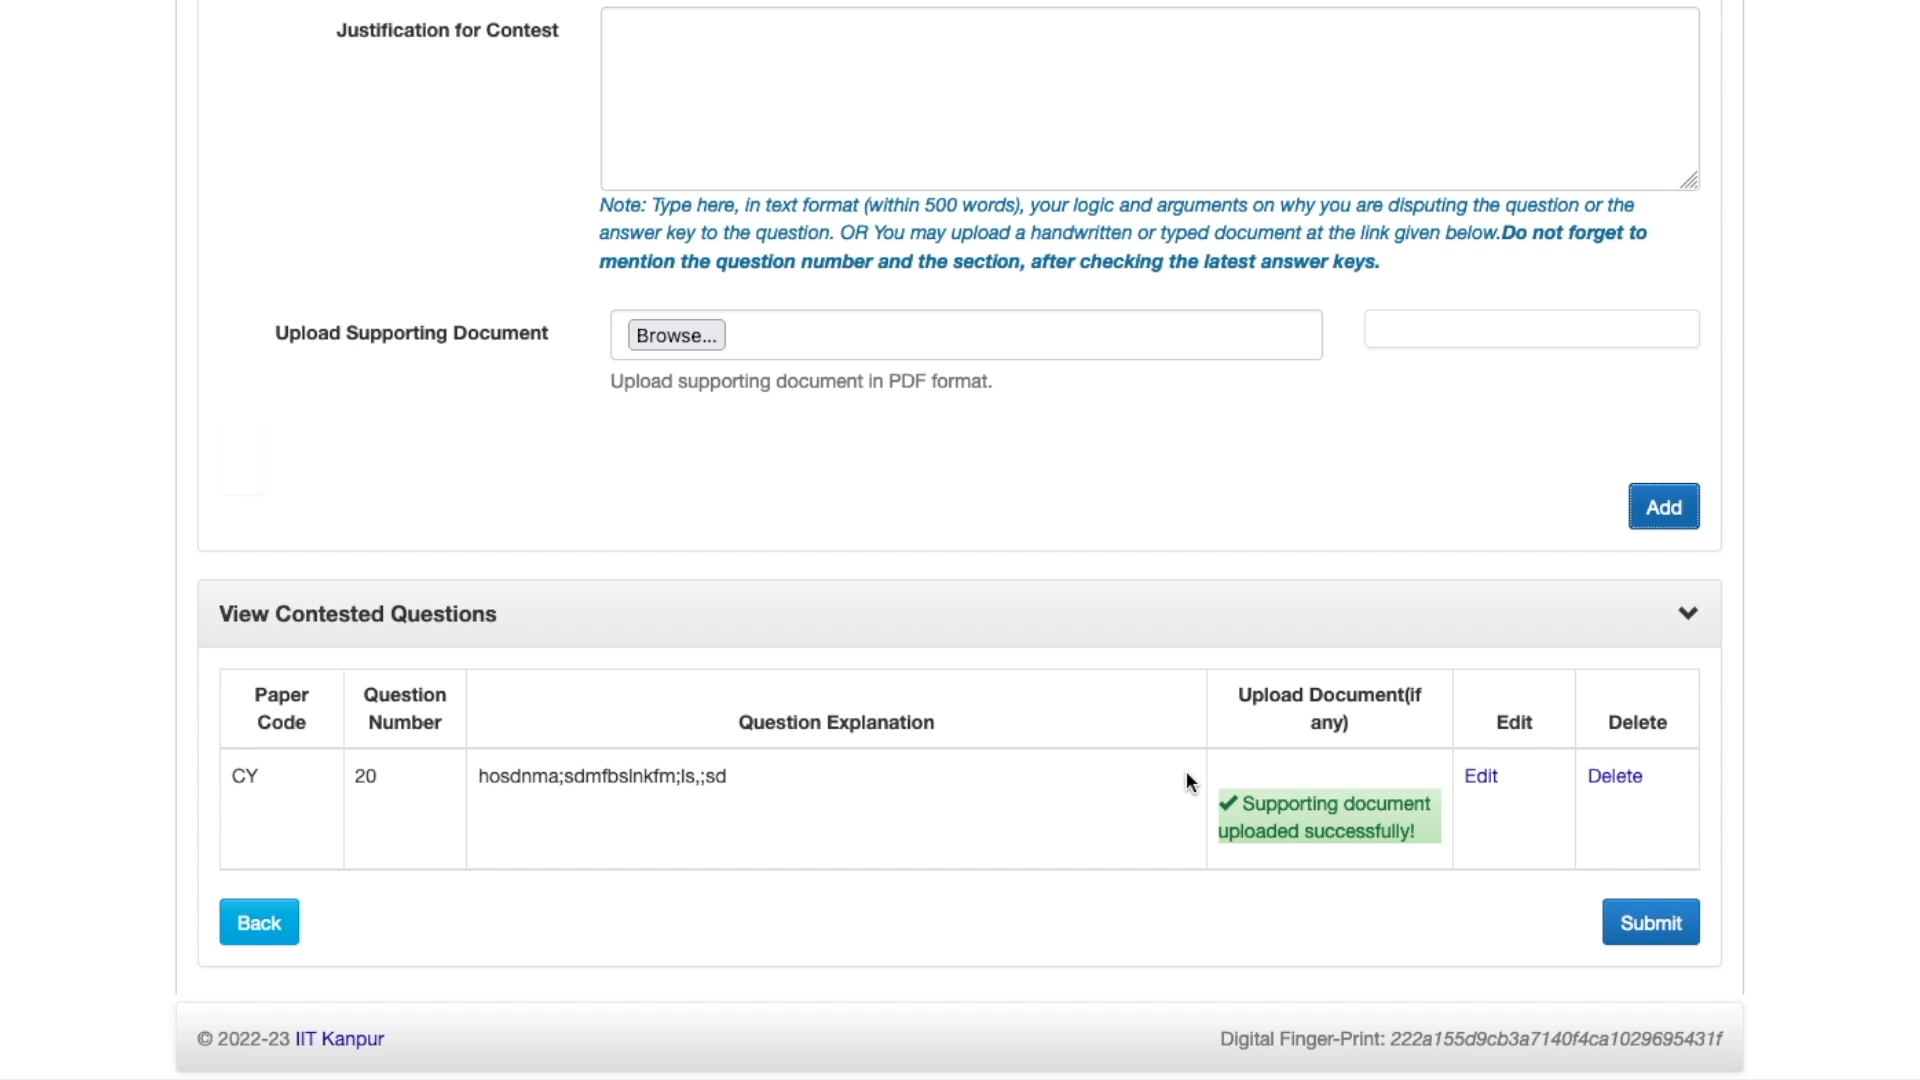 Justification for Contest
Note: Type here, in text format (within 500 words), your logic and arguments on why you are disputing the question or the
answer key to the question. OR You may upload a handwritten or typed document at the link given below.Do not forget to
mention the question number and the section, after checking the latest answer keys.
Upload Supporting Document
Browse...
Upload supporting document in PDF format.
Add
View Contested Questions
Paper
Code
Question
Number
Question Explanation
Upload Document(if
any)
Edit
Delete
CY
20
hosdnma;sdmfbslnkfm;ls,;sd
✔ Supporting document
uploaded successfully!
Edit
Delete
Back
Submit
© 2022-23 IIT Kanpur
Digital Finger-Print: 222a155d9cb3a7140f4ca1029695431f